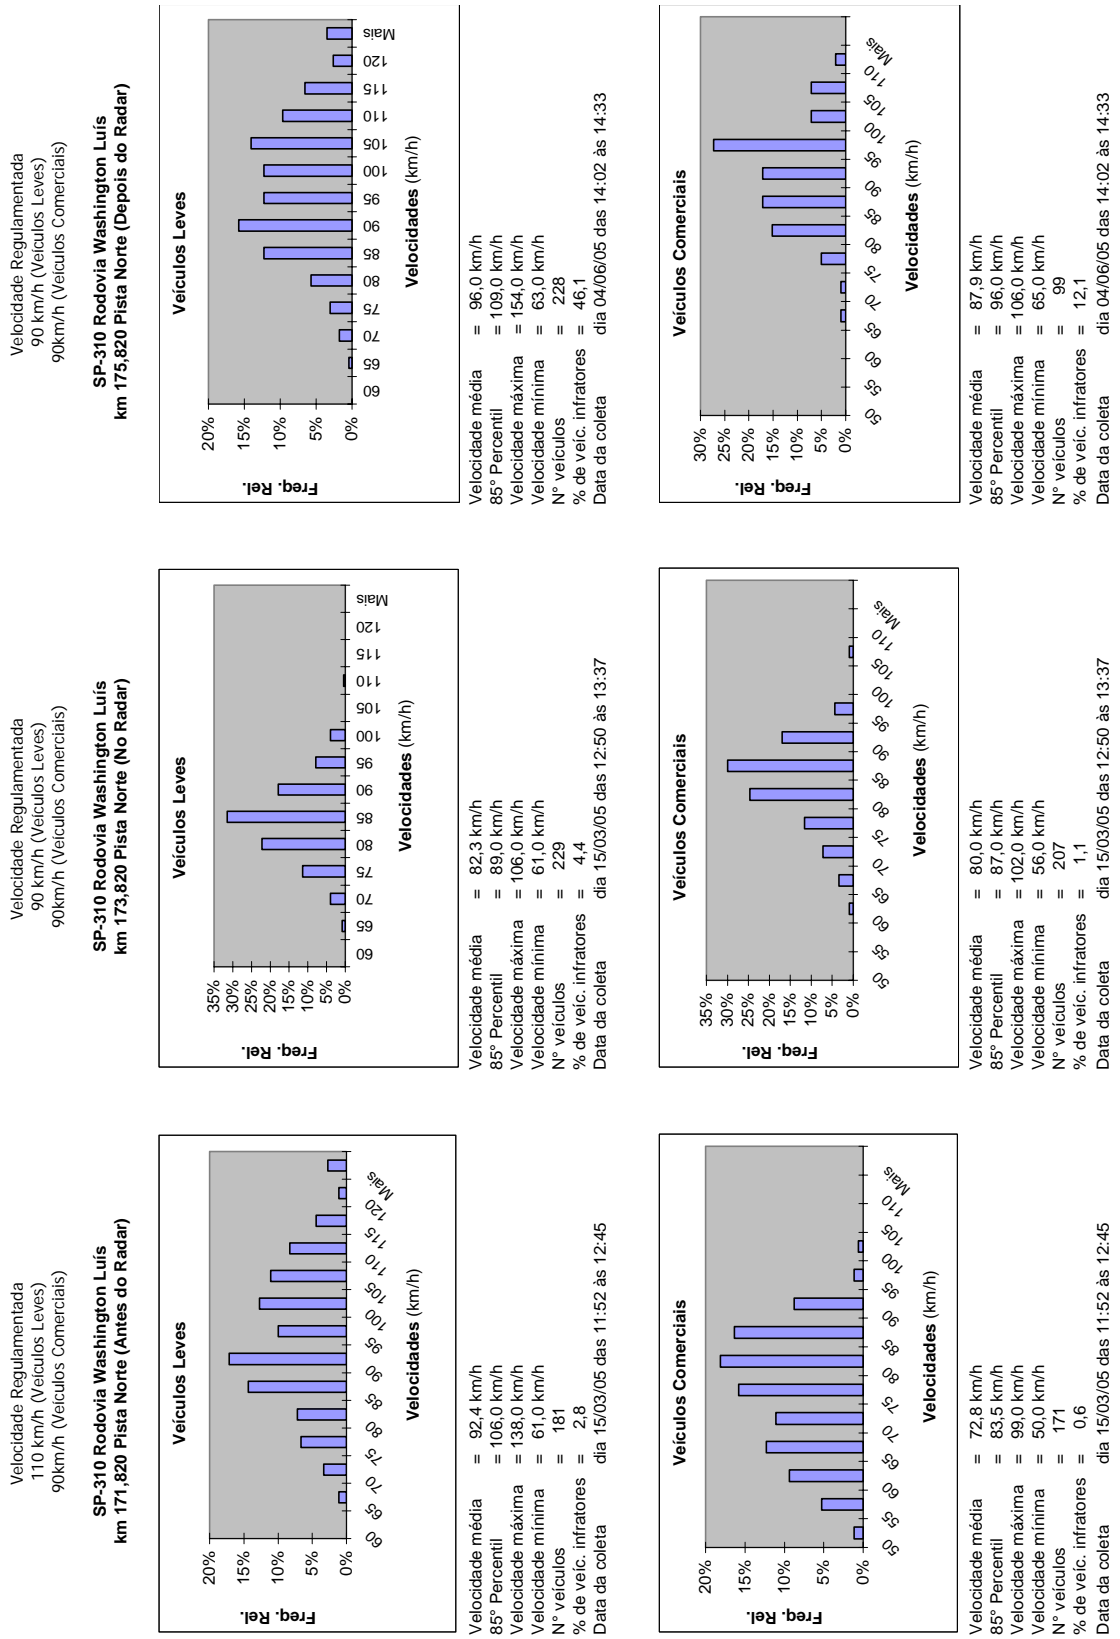 Velocidade Regulamentada
110 km/h (Veículos Leves)
90km/h (Veículos Comerciais)
SP-310 Rodovia Washington Luís
km 171,820 Pista Norte (Antes do Radar)
Veículos Leves
Freq. Rel.
20%
15%
10%
5%
0%
60 65 70 75 80 85 90 95 100 105 110 115 120 Mais
Velocidades (km/h)
Velocidade média = 92,4 km/h
85° Percentil = 106,0 km/h
Velocidade máxima = 138,0 km/h
Velocidade mínima = 61,0 km/h
N° veículos = 181
% de veíc. infratores = 2,8
Data da coleta dia 15/03/05 das 11:52 às 12:45
Veículos Comerciais
Freq. Rel.
20%
15%
10%
5%
0%
50 55 60 65 70 75 80 85 90 95 100 105 110 Mais
Velocidades (km/h)
Velocidade média = 72,8 km/h
85° Percentil = 83,5 km/h
Velocidade máxima = 99,0 km/h
Velocidade mínima = 50,0 km/h
N° veículos = 171
% de veíc. infratores = 0,6
Data da coleta dia 15/03/05 das 11:52 às 12:45
Velocidade Regulamentada
90 km/h (Veículos Leves)
90km/h (Veículos Comerciais)
SP-310 Rodovia Washington Luís
km 173,820 Pista Norte (No Radar)
Veículos Leves
Freq. Rel.
35%
30%
25%
20%
15%
10%
5%
0%
60 65 70 75 80 85 90 95 100 105 110 115 120 Mais
Velocidades (km/h)
Velocidade média = 82,3 km/h
85° Percentil = 89,0 km/h
Velocidade máxima = 106,0 km/h
Velocidade mínima = 61,0 km/h
N° veículos = 229
% de veíc. infratores = 4,4
Data da coleta dia 15/03/05 das 12:50 às 13:37
Veículos Comerciais
Freq. Rel.
35%
30%
25%
20%
15%
10%
5%
0%
50 55 60 65 70 75 80 85 90 95 100 105 110 Mais
Velocidades (km/h)
Velocidade média = 80,0 km/h
85° Percentil = 87,0 km/h
Velocidade máxima = 102,0 km/h
Velocidade mínima = 56,0 km/h
N° veículos = 207
% de veíc. infratores = 1,1
Data da coleta dia 15/03/05 das 12:50 às 13:37
Velocidade Regulamentada
90 km/h (Veículos Leves)
90km/h (Veículos Comerciais)
SP-310 Rodovia Washington Luís
km 175,820 Pista Norte (Depois do Radar)
Veículos Leves
Freq. Rel.
20%
15%
10%
5%
0%
60 65 70 75 80 85 90 95 100 105 110 115 120 Mais
Velocidades (km/h)
Velocidade média = 96,0 km/h
85° Percentil = 109,0 km/h
Velocidade máxima = 154,0 km/h
Velocidade mínima = 63,0 km/h
N° veículos = 228
% de veíc. infratores = 46,1
Data da coleta dia 04/06/05 das 14:02 às 14:33
Veículos Comerciais
Freq. Rel.
30%
25%
20%
15%
10%
5%
0%
50 55 60 65 70 75 80 85 90 95 100 105 110 Mais
Velocidades (km/h)
Velocidade média = 87,9 km/h
85° Percentil = 96,0 km/h
Velocidade máxima = 106,0 km/h
Velocidade mínima = 65,0 km/h
N° veículos = 99
% de veíc. infratores = 12,1
Data da coleta dia 04/06/05 das 14:02 às 14:33